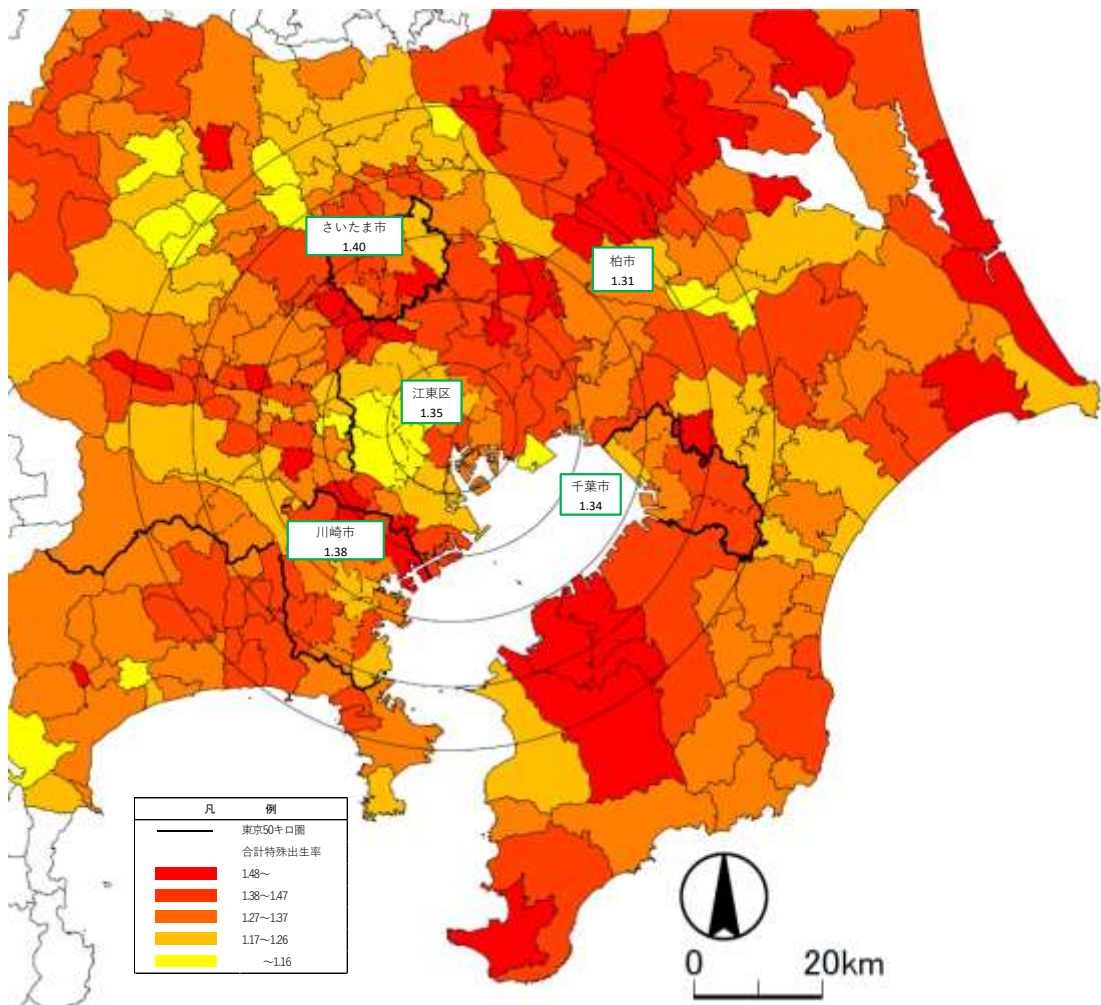 さいたま市
1.40
柏市
1.31
江東区
1.35
千葉市
1.34
川崎市
1.38
凡 例
東京50キロ圏
合計特殊出生率
1.48～
1.38～1.47
1.27～1.37
1.17～1.26
～1.16
0 20km